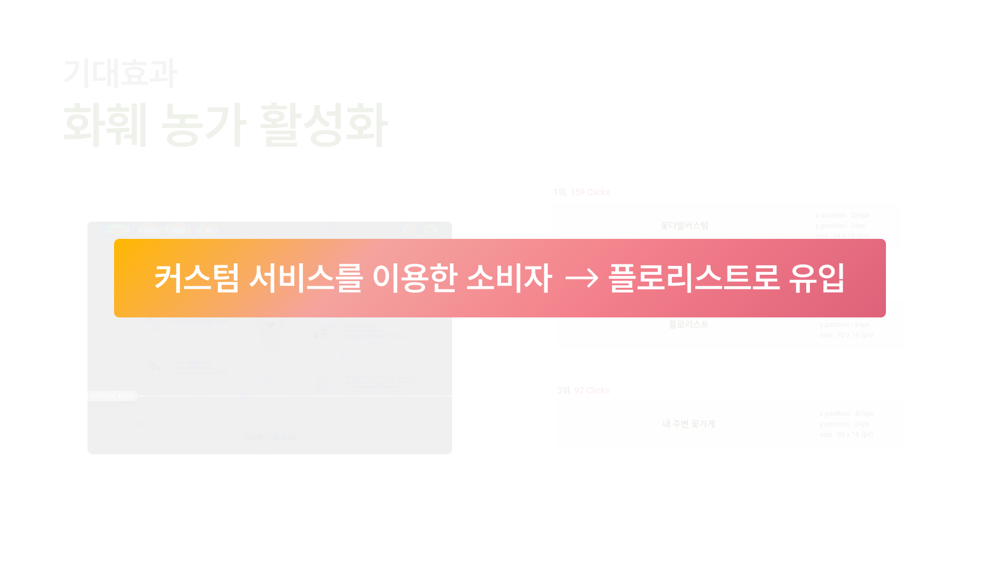 기대효과
화훼 농가 활성화
1위. 159 Clicks
꽃다발커스텀
x position : 229px
y position : 24px
size : 84 x 16 (px)
커스텀 서비스를 이용한 소비자 → 플로리스트로 유입
플로리스트
y position : 24px
size : 70 x 16 (px)
AVERAGE FOLD
3위. 92 Clicks
내 주변 꽃가게
x position : 479px
y position : 24px
size : 92 x 16 (px)